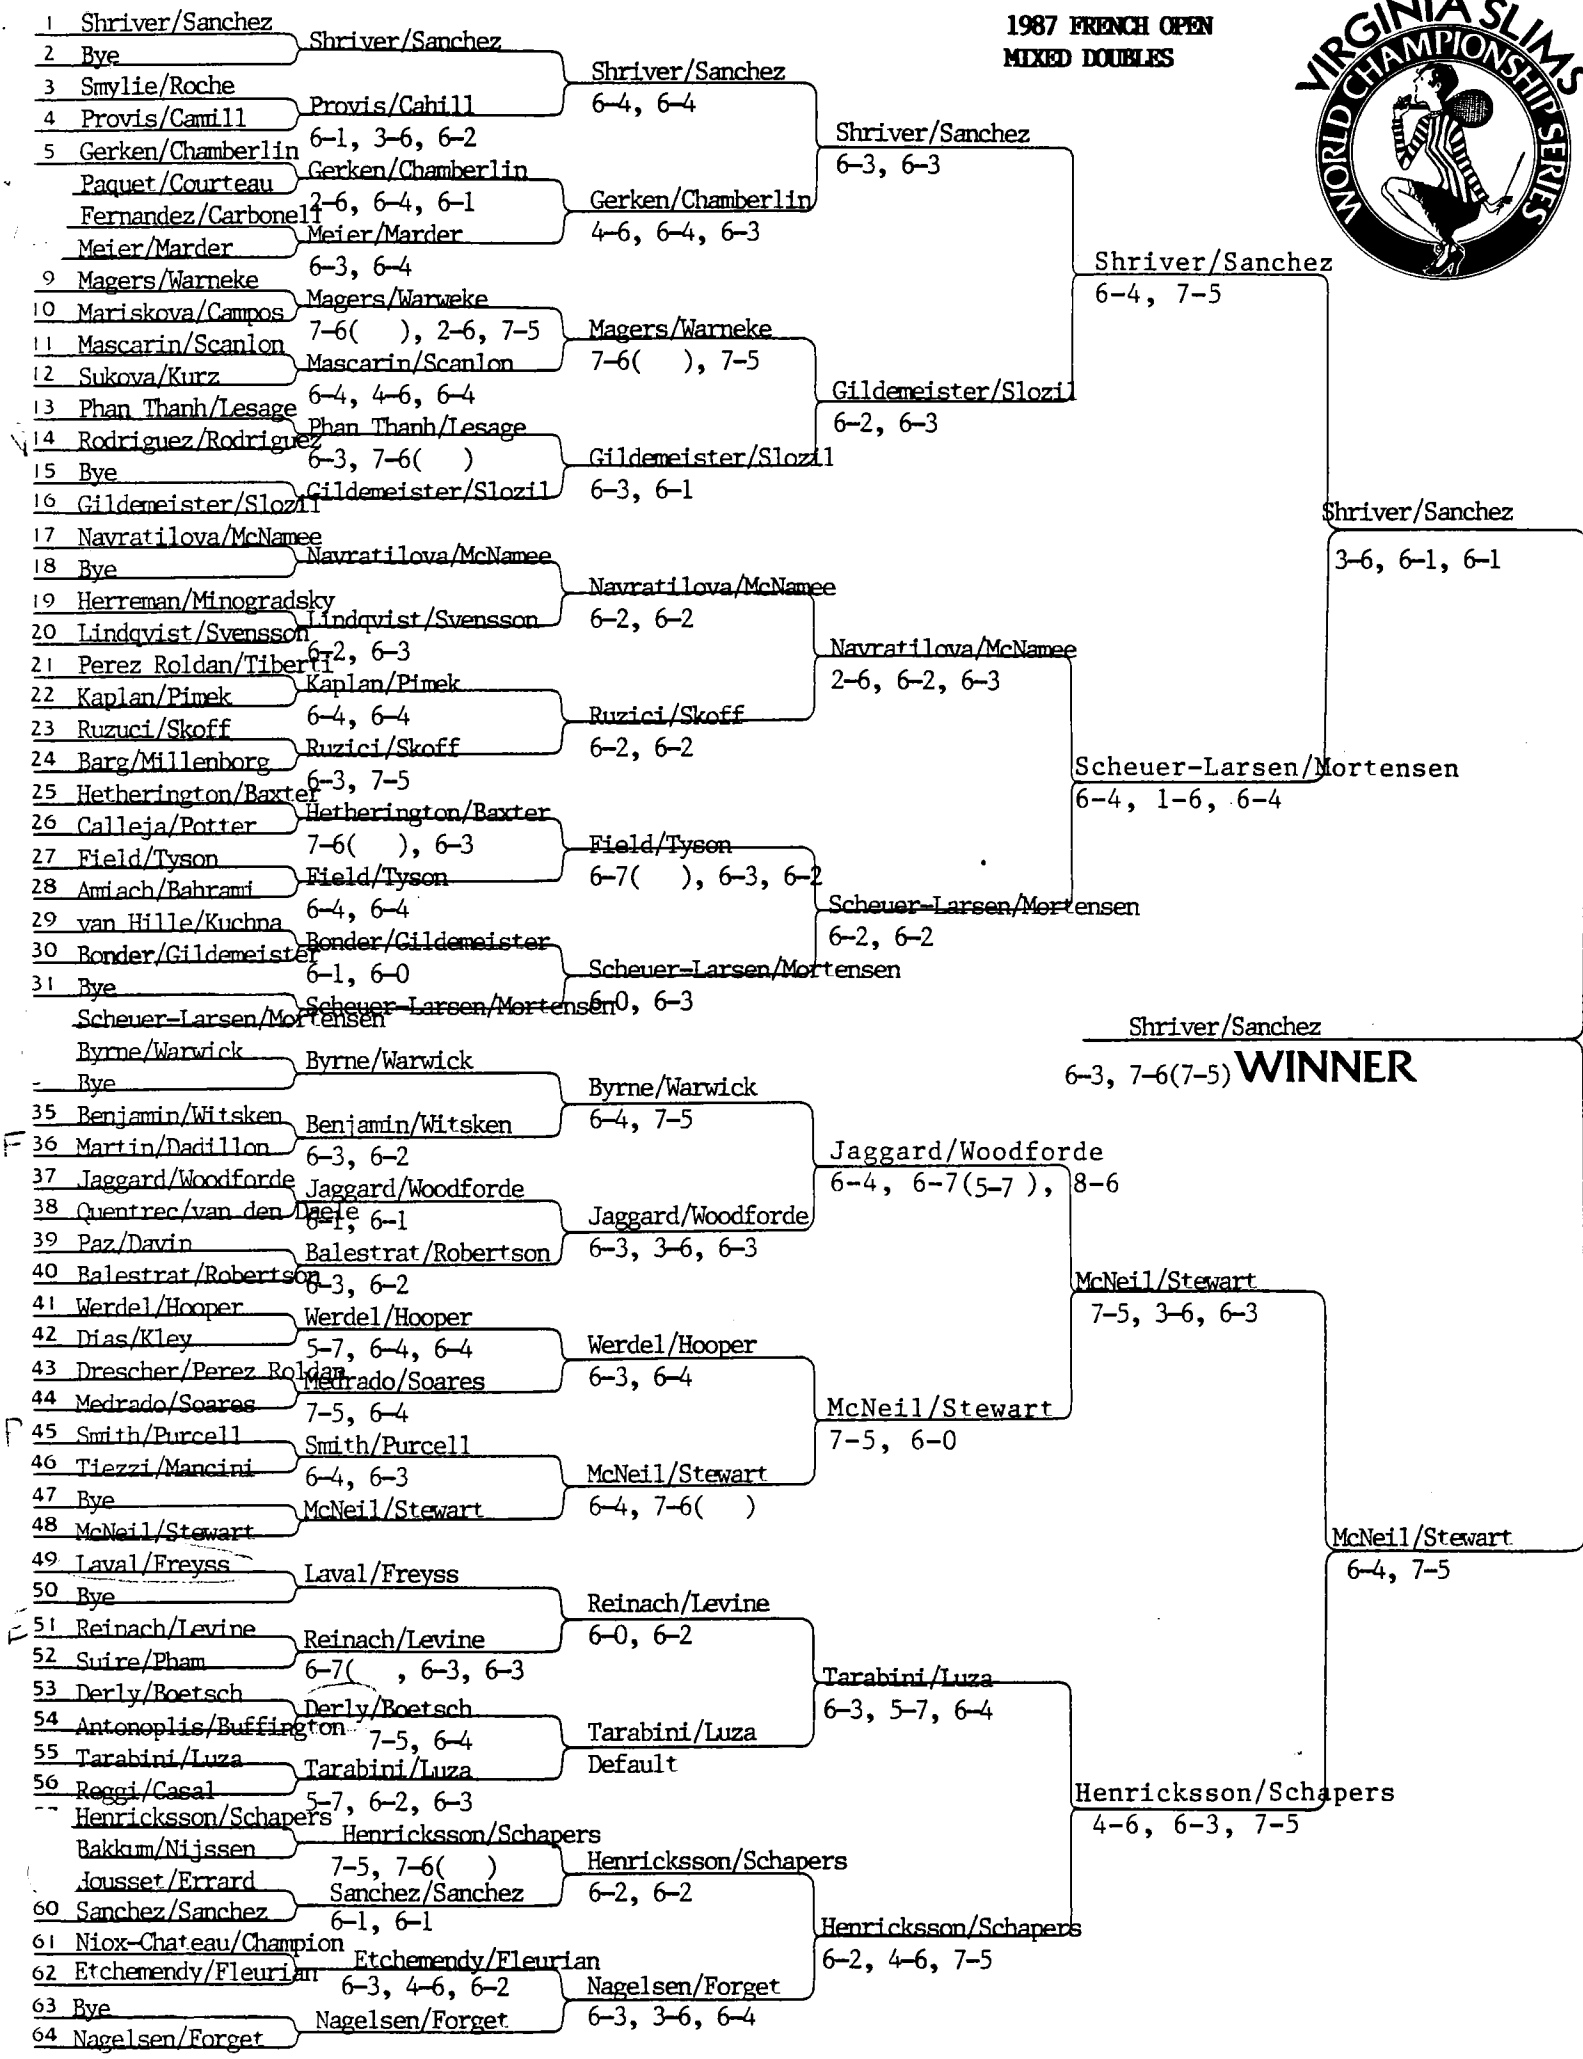 1987 FRENCH OPEN
MIXED DOUBLES
VIRGINIA SLIMS
WORLD CHAMPIONSHIP SERIES
1 Shriver/Sanchez
2 Bye
3 Smylie/Roche
4 Provis/Camill
5 Gerken/Chamberlin
Paquet/Courteau
Fernandez/Carbonell
Meier/Marder
9 Magers/Warneke
10 Mariskova/Campos
11 Mascarin/Scanlon
12 Sukova/Kurz
13 Phan Thanh/Lesage
14 Rodriguez/Rodriguez
15 Bye
16 Gildemeister/Slozil
17 Navratilova/McNamee
18 Bye
19 Herreman/Minogradsky
20 Lindqvist/Svensson
21 Perez Roldan/Tiberti
22 Kaplan/Pimek
23 Ruzuci/Skoff
24 Barg/Millenborg
25 Hetherington/Baxter
26 Calleja/Potter
27 Field/Tyson
28 Amiach/Bahrami
29 van Hille/Kuchna
30 Bonder/Gildemeister
31 Bye
Scheuer-Larsen/Mortensen
Byrne/Warwick
Bye
35 Benjamin/Witsken
36 Martin/Dadillon
37 Jaggard/Woodforde
38 Quentrec/van den Daele
39 Paz/Davin
40 Balestrat/Robertson
41 Werdel/Hooper
42 Dias/Kley
43 Drescher/Perez Roldan
44 Medrado/Soares
45 Smith/Purcell
46 Tiezzi/Mancini
47 Bye
48 McNeil/Stewart
49 Laval/Freyss
50 Bye
51 Reinach/Levine
52 Suire/Pham
53 Derly/Boetsch
54 Antonoplis/Buffington
55 Tarabini/Luza
56 Reggi/Casal
Henricksson/Schapers
Bakkum/Nijssen
Jousset/Errard
60 Sanchez/Sanchez
61 Niox-Chateau/Champion
62 Etchemendy/Fleurian
63 Bye
64 Nagelsen/Forget
Shriver/Sanchez
Provis/Cahill
6-1, 3-6, 6-2
Gerken/Chamberlin
2-6, 6-4, 6-1
Meier/Marder
6-3, 6-4
Magers/Warweke
7-6( ), 2-6, 7-5
Mascarin/Scanlon
6-4, 4-6, 6-4
Phan Thanh/Lesage
6-3, 7-6( )
Gildemeister/Slozil
Navratilova/McNamee
Lindqvist/Svensson
6-2, 6-3
Kaplan/Pimek
6-4, 6-4
Ruzici/Skoff
6-3, 7-5
Hetherington/Baxter
7-6( ), 6-3
Field/Tyson
6-4, 6-4
Bonder/Gildemeister
6-1, 6-0
Scheuer-Larsen/Mortensen
Byrne/Warwick
Benjamin/Witsken
6-3, 6-2
Jaggard/Woodforde
6-1, 6-1
Balestrat/Robertson
6-3, 6-2
Werdel/Hooper
5-7, 6-4, 6-4
Medrado/Soares
7-5, 6-4
Smith/Purcell
6-4, 6-3
McNeil/Stewart
Laval/Freyss
Reinach/Levine
6-7( , 6-3, 6-3
Derly/Boetsch
7-5, 6-4
Tarabini/Luza
5-7, 6-2, 6-3
Henricksson/Schapers
7-5, 7-6( )
Sanchez/Sanchez
6-1, 6-1
Etchemendy/Fleurian
6-3, 4-6, 6-2
Nagelsen/Forget
Shriver/Sanchez
6-4, 6-4
Gerken/Chamberlin
4-6, 6-4, 6-3
Magers/Warneke
7-6( ), 7-5
Gildemeister/Slozil
6-3, 6-1
Navratilova/McNamee
6-2, 6-2
Ruzici/Skoff
6-2, 6-2
Field/Tyson
6-7( ), 6-3, 6-2
Scheuer-Larsen/Mortensen
6-0, 6-3
Byrne/Warwick
6-4, 7-5
Jaggard/Woodforde
6-3, 3-6, 6-3
Werdel/Hooper
6-3, 6-4
McNeil/Stewart
6-4, 7-6( )
Reinach/Levine
6-0, 6-2
Tarabini/Luza
Default
Henricksson/Schapers
6-2, 6-2
Nagelsen/Forget
6-3, 3-6, 6-4
Shriver/Sanchez
6-3, 6-3
Gildemeister/Slozil
6-2, 6-3
Navratilova/McNamee
2-6, 6-2, 6-3
Scheuer-Larsen/Mortensen
6-2, 6-2
Jaggard/Woodforde
6-4, 6-7(5-7 ), 8-6
McNeil/Stewart
7-5, 6-0
Tarabini/Luza
6-3, 5-7, 6-4
Henricksson/Schapers
6-2, 4-6, 7-5
Shriver/Sanchez
6-4, 7-5
Scheuer-Larsen/Mortensen
6-4, 1-6, 6-4
McNeil/Stewart
7-5, 3-6, 6-3
Henricksson/Schapers
4-6, 6-3, 7-5
Shriver/Sanchez
3-6, 6-1, 6-1
McNeil/Stewart
6-4, 7-5
Shriver/Sanchez
6-3, 7-6(7-5) WINNER